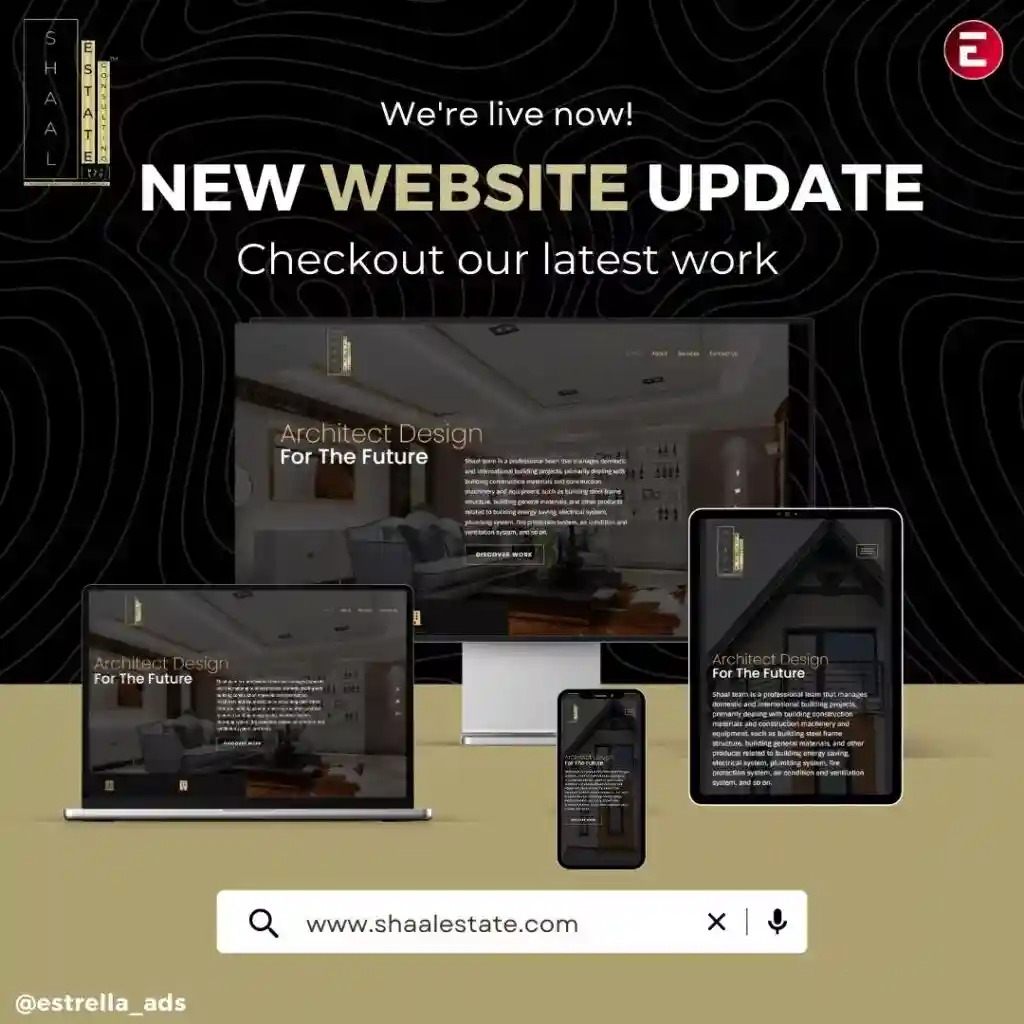 SHAAL
ESTATE
CONSULTING
TM
E
We're live now!
NEW WEBSITE UPDATE
Checkout our latest work
About Services Contact Us
Architect Design
For The Future
Shaal team is a professional team that manages domestic
and international building projects, primarily dealing with
building construction materials and construction
machinery and equipment, such as building steel frame
structure, building general materials, and other products
related to building energy saving, electrical system,
plumbing system, fire protection system, air condition and
ventilation system, and so on.
DISCOVER WORK
Architect Design
For The Future
DISCOVER WORK
Architect Design
For The Future
Architect Design
For The Future
Shaal team is a professional team that manages
domestic and international building projects,
primarily dealing with building construction
materials and construction machinery and
equipment, such as building steel frame
structure, building general materials, and other
products related to building energy saving,
electrical system, plumbing system, fire
protection system, air condition and ventilation
system, and so on.
www.shaalestate.com
@estrella_ads